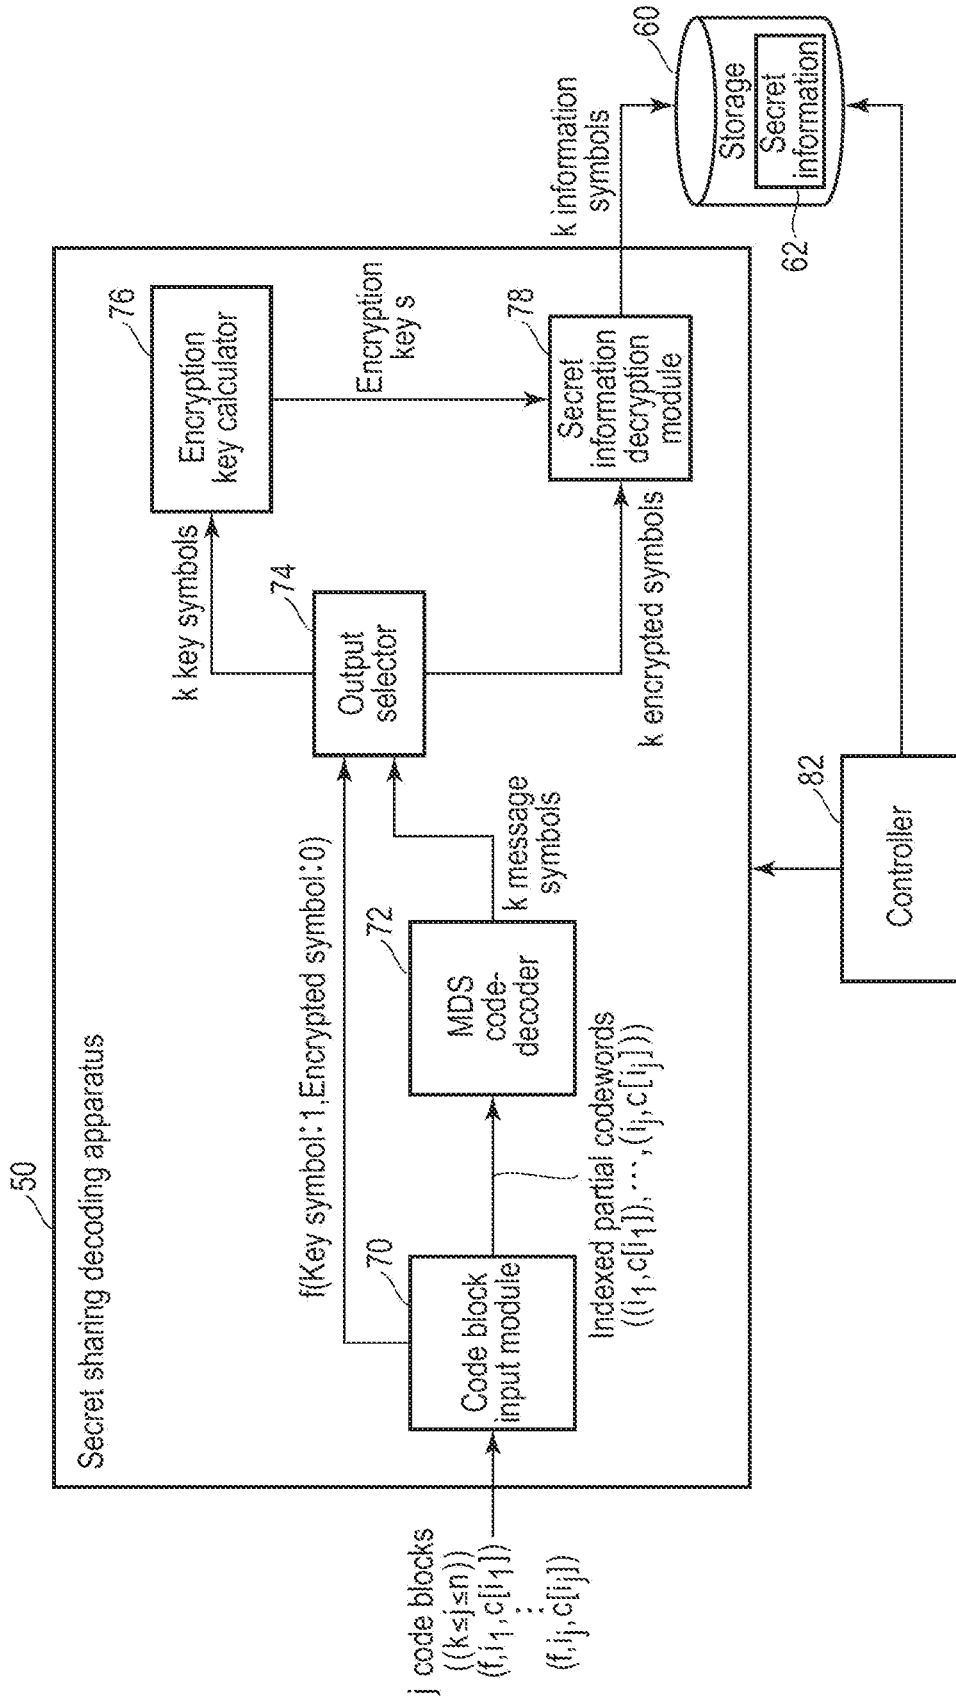 50
Secret sharing decoding apparatus
j code blocks
((k≤j≤n))
(f,i1,c[i1])
⋮
(f,ij,c[ij])
70
Code block
input module
f(Key symbol:1,Encrypted symbol:0)
Indexed partial codewords
((i1,c[i1]),⋯,(ij,c[ij]))
72
MDS
code-
decoder
k message
symbols
74
Output
selector
k key symbols
k encrypted symbols
76
Encryption
key calculator
Encryption
key s
78
Secret
information
decryption
module
k information
symbols
60
Storage
Secret
information
62
82
Controller